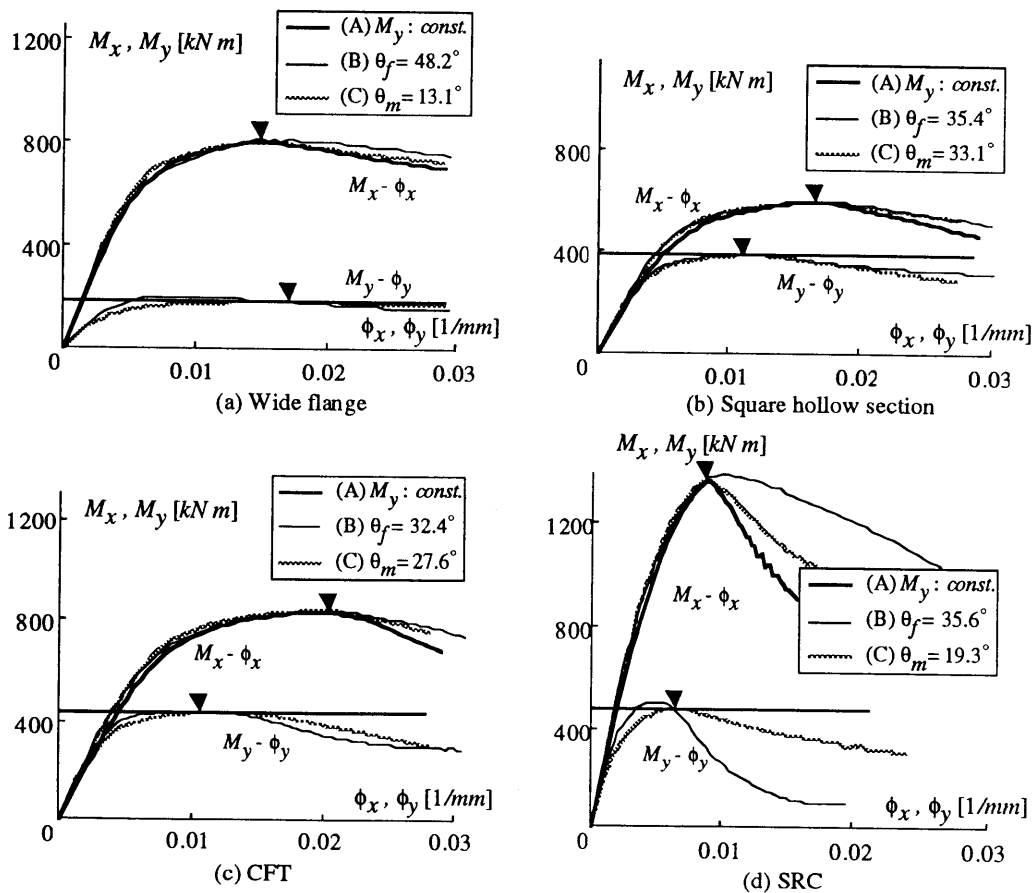 M_x , M_y [kN m]
1200
800
400
0
(A) M_y : const.
(B) θ_f = 48.2°
(C) θ_m = 13.1°
M_x - ϕ_x
M_y - ϕ_y
ϕ_x , ϕ_y [1/mm]
0 0.01 0.02 0.03
(a) Wide flange
M_x , M_y [kN m]
800
400
0
(A) M_y : const.
(B) θ_f = 35.4°
(C) θ_m = 33.1°
M_x - ϕ_x
M_y - ϕ_y
ϕ_x , ϕ_y [1/mm]
0.01 0.02 0.03
(b) Square hollow section
M_x , M_y [kN m]
1200
800
400
0
(A) M_y : const.
(B) θ_f = 32.4°
(C) θ_m = 27.6°
M_x - ϕ_x
M_y - ϕ_y
ϕ_x , ϕ_y [1/mm]
0.01 0.02 0.03
(c) CFT
M_x , M_y [kN m]
1200
800
400
0
(A) M_y : const.
(B) θ_f = 35.6°
(C) θ_m = 19.3°
M_x - ϕ_x
M_y - ϕ_y
ϕ_x , ϕ_y [1/mm]
0 0.01 0.02 0.03
(d) SRC